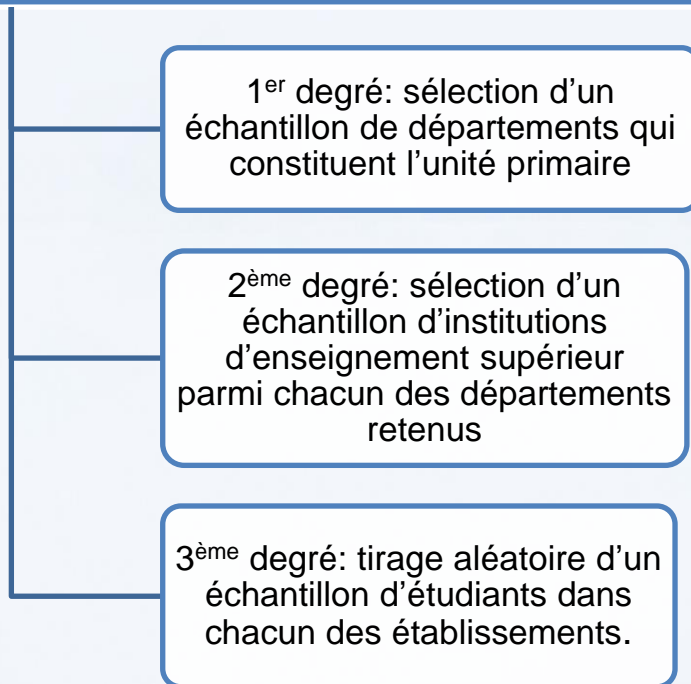 1er degré: sélection d’un
échantillon de départements qui
constituent l’unité primaire
2ème degré: sélection d’un
échantillon d’institutions
d’enseignement supérieur
parmi chacun des départements
retenus
3ème degré: tirage aléatoire d’un
échantillon d’étudiants dans
chacun des établissements.